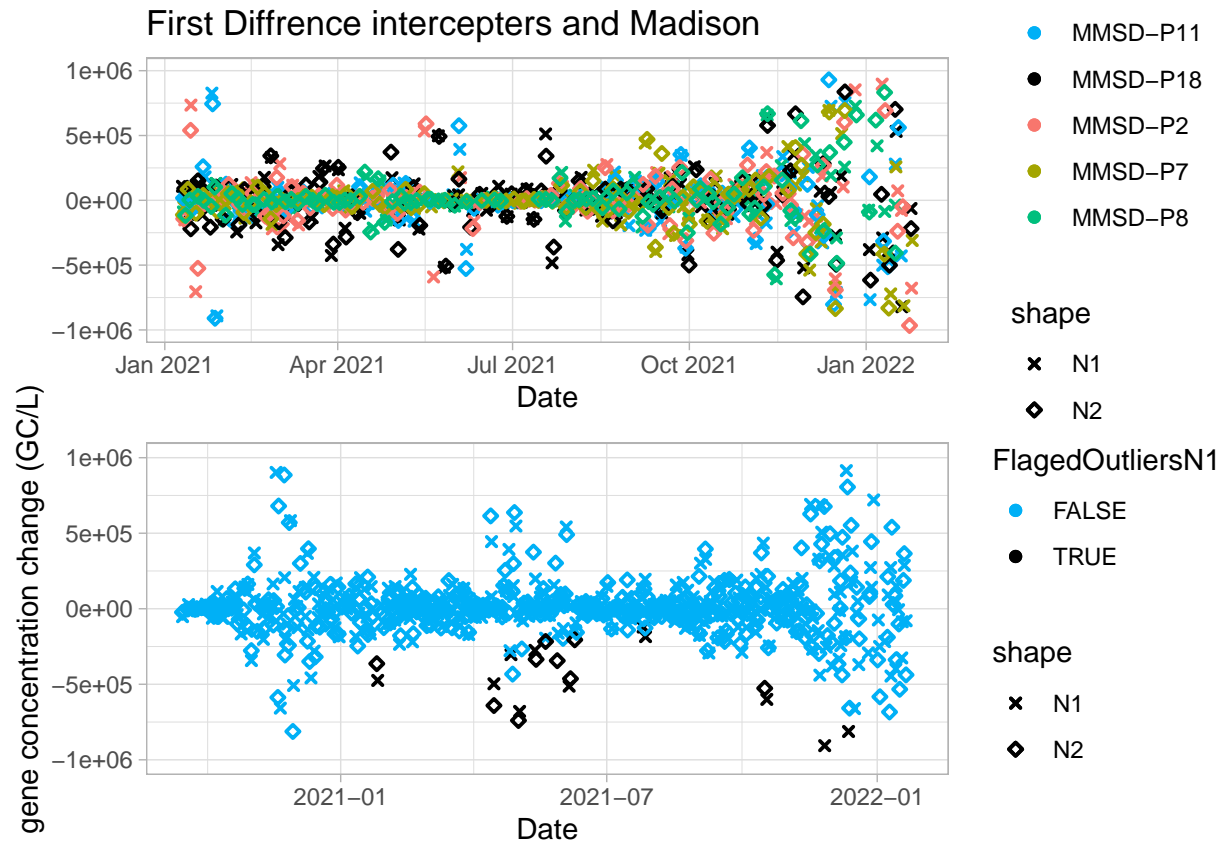 First Diffrence intercepters and Madison
1e+06
5e+05
0e+00
−5e+05
−1e+06
Jan 2021
Apr 2021
Jul 2021
Oct 2021
Jan 2022
Date
MMSD−P11
MMSD−P18
MMSD−P2
MMSD−P7
MMSD−P8
shape
N1
N2
gene concentration change (GC/L)
1e+06
5e+05
0e+00
−5e+05
−1e+06
2021−01
2021−07
2022−01
Date
FlagedOutliersN1
FALSE
TRUE
shape
N1
N2